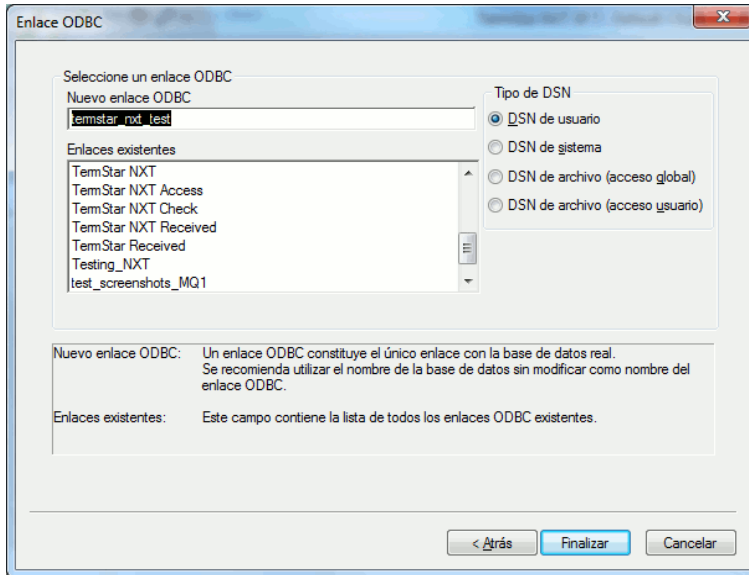 Enlace ODBC
Seleccione un enlace ODBC
Nuevo enlace ODBC
termstar_nxt_test
Enlaces existentes
TermStar NXT
TermStar NXT Access
TermStar NXT Check
TermStar NXT Received
TermStar Received
Testing_NXT
test_screenshots_MQ1
Tipo de DSN
DSN de usuario
DSN de sistema
DSN de archivo (acceso global)
DSN de archivo (acceso usuario)
Nuevo enlace ODBC: Un enlace ODBC constituye el único enlace con la base de datos real.
Se recomienda utilizar el nombre de la base de datos sin modificar como nombre del
enlace ODBC.
Enlaces existentes: Este campo contiene la lista de todos los enlaces ODBC existentes.
< Atrás
Finalizar
Cancelar